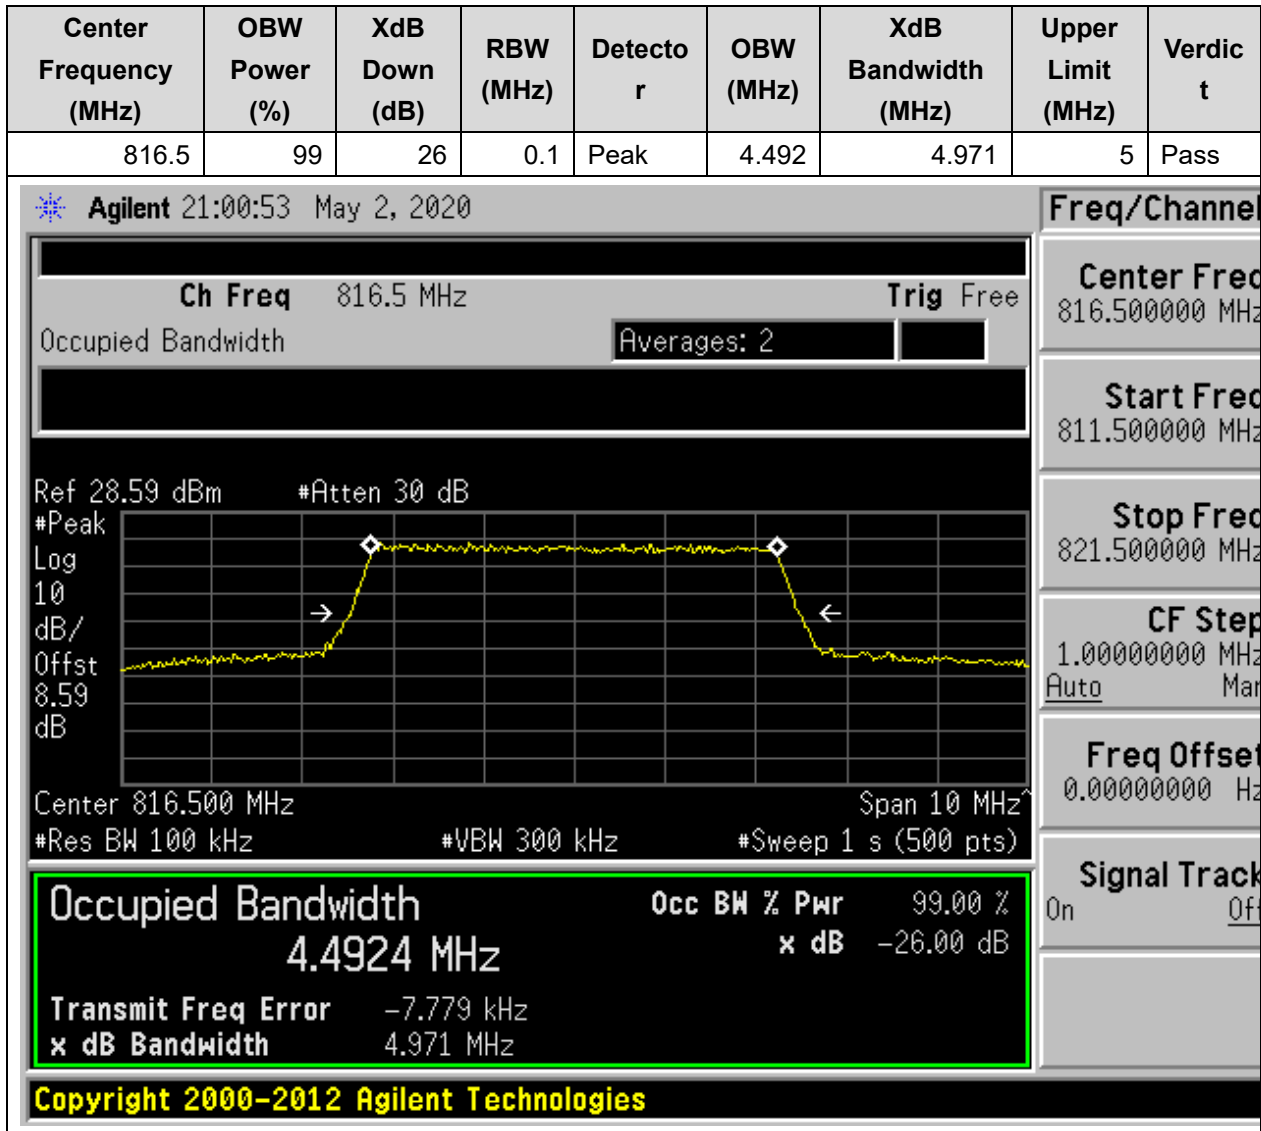 Center Frequency (MHz) OBW Power (%) XdB Down (dB) RBW (MHz) Detecto r OBW (MHz) XdB Bandwidth (MHz) Upper Limit (MHz) Verdic t
816.5 99 26 0.1 Peak 4.492 4.971 5 Pass
Agilent 21:00:53 May 2, 2020
Ch Freq 816.5 MHz Trig Free
Occupied Bandwidth Averages: 2
Ref 28.59 dBm #Atten 30 dB
#Peak
Log
10
dB/
Offst
8.59
dB
Center 816.500 MHz Span 10 MHz^
#Res BW 100 kHz #VBW 300 kHz #Sweep 1 s (500 pts)
Occupied Bandwidth Occ BW % Pwr 99.00 %
4.4924 MHz x dB -26.00 dB
Transmit Freq Error -7.779 kHz
x dB Bandwidth 4.971 MHz
Copyright 2000-2012 Agilent Technologies
Freq/Channel
Center Freq
816.500000 MHz
Start Freq
811.500000 MHz
Stop Freq
821.500000 MHz
CF Step
1.00000000 MHz
Auto Man
Freq Offset
0.00000000 Hz
Signal Track
On Off